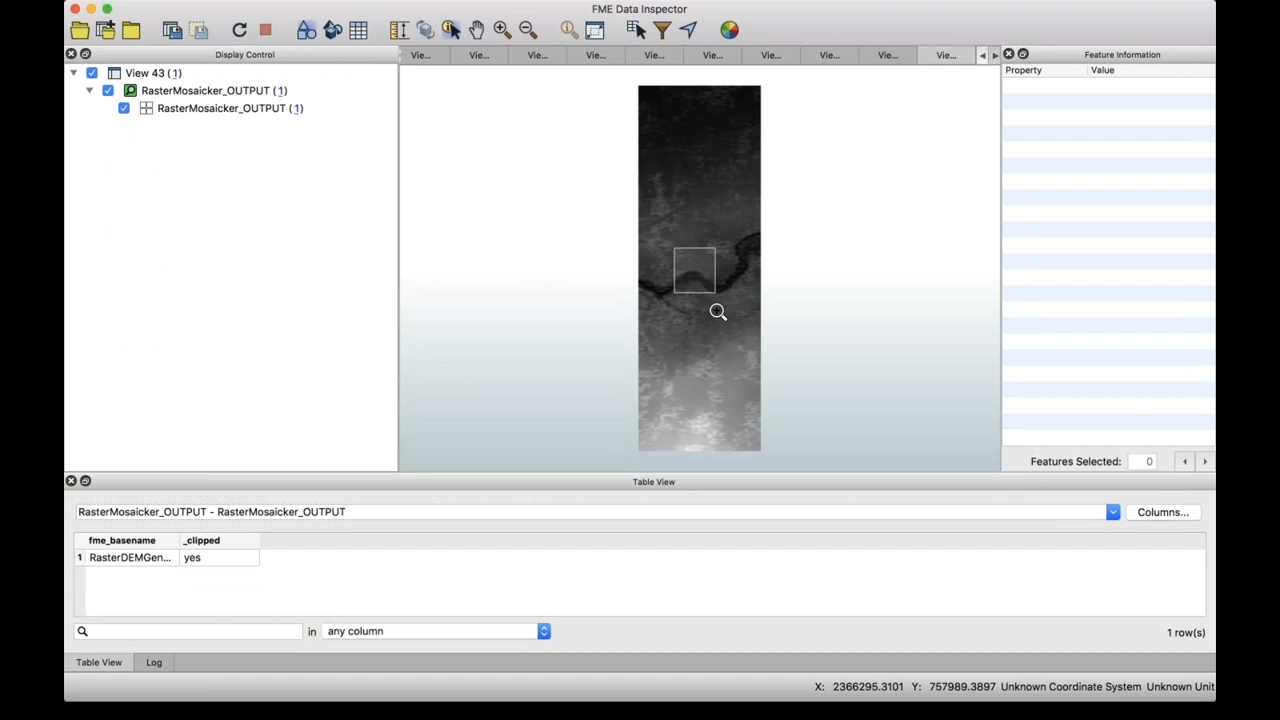 FME Data Inspector
Display Control
Vie... Vie... Vie... Vie... Vie... Vie... Vie... Vie... Vie... Vie...
Feature Information
View 43 (1)
RasterMosaicker_OUTPUT (1)
RasterMosaicker_OUTPUT (1)
Property Value
Features Selected: 0
Table View
RasterMosaicker_OUTPUT - RasterMosaicker_OUTPUT
Columns...
fme_basename _clipped
1 RasterDEMGen... yes
in any column
1 row(s)
Table View Log
X: 2366295.3101 Y: 757989.3897 Unknown Coordinate System Unknown Unit